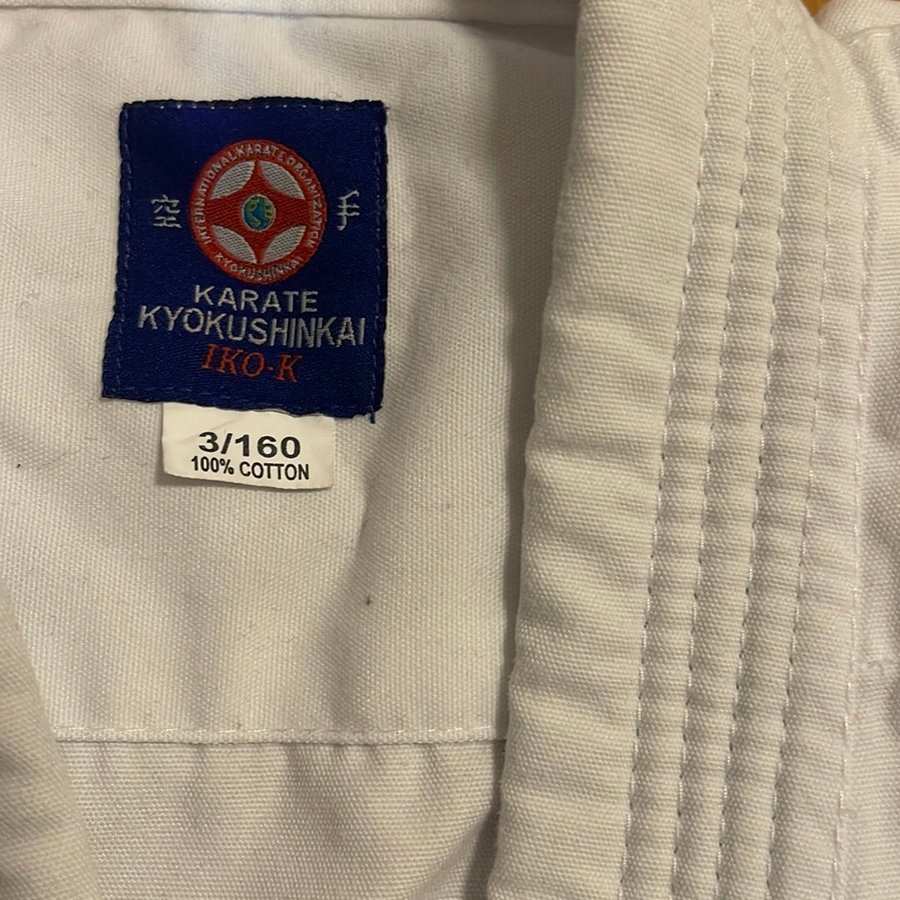 INTERNATIONAL KARATE ORGANIZATION
KYOKUSHINKAI
空手
KARATE
KYOKUSHINKAI
IKO-K
3/160
100% COTTON